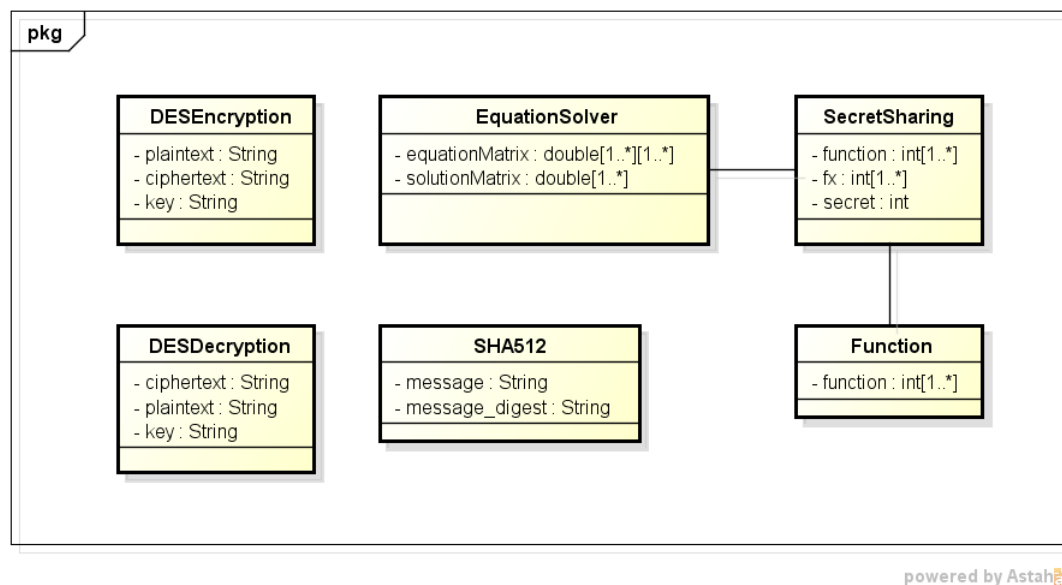 pkg
DESEncryption
- plaintext : String
- ciphertext : String
- key : String
EquationSolver
- equationMatrix : double[1..*][1..*]
- solutionMatrix : double[1..*]
SecretSharing
- function : int[1..*]
- fx : int[1..*]
- secret : int
DESDecryption
- ciphertext : String
- plaintext : String
- key : String
SHA512
- message : String
- message_digest : String
Function
- function : int[1..*]
powered by Astah